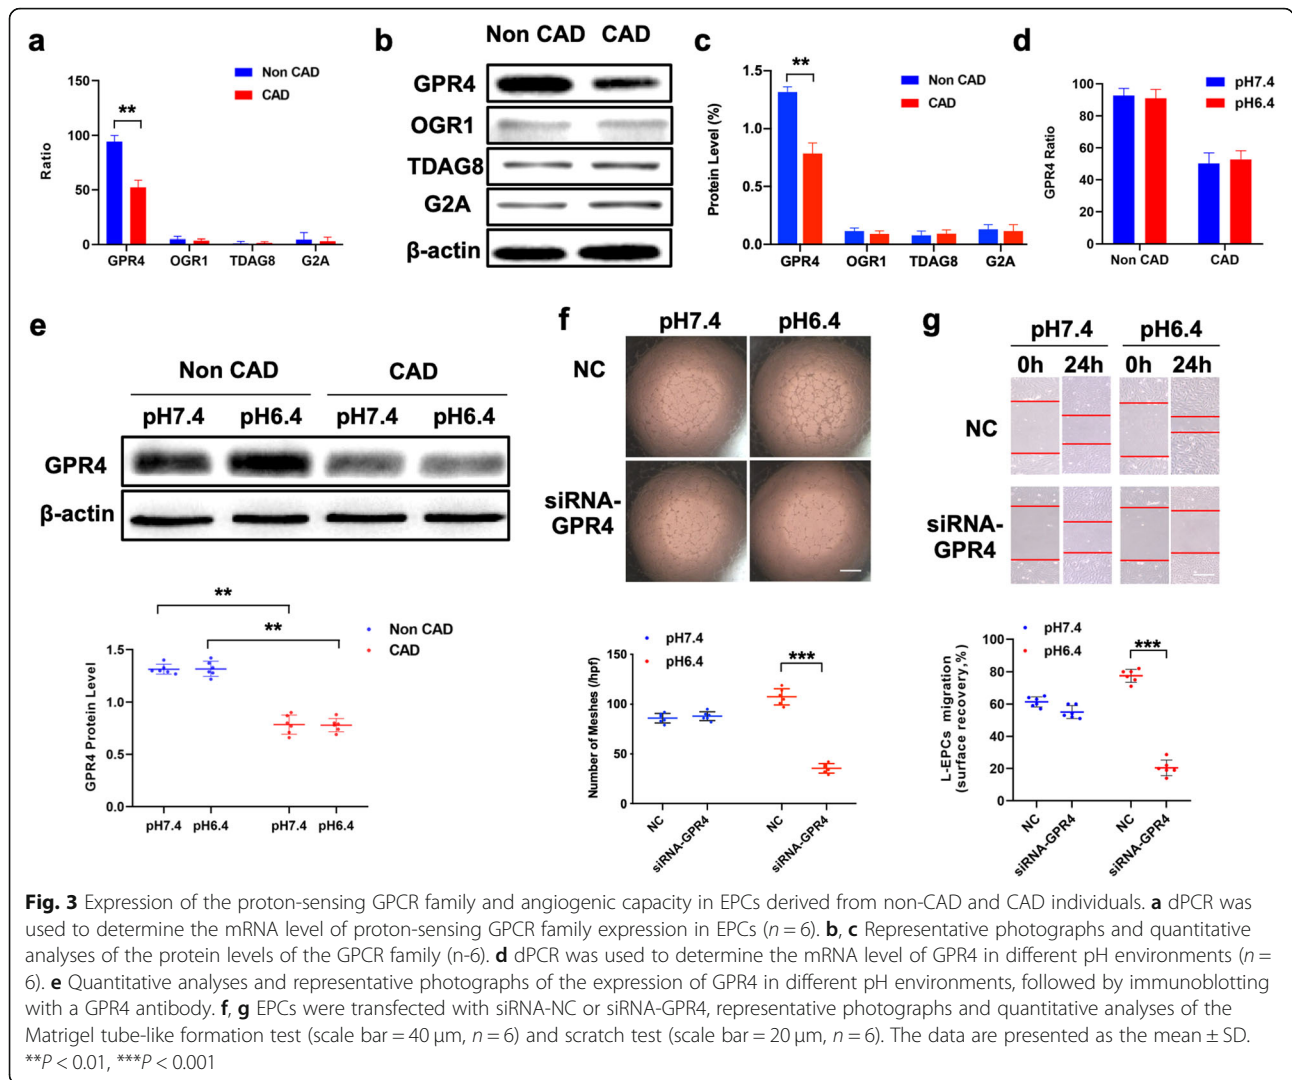 a
Non CAD
CAD
150
100
50
0
Ratio
**
GPR4 OGR1 TDAG8 G2A
b
Non CAD CAD
GPR4
OGR1
TDAG8
G2A
β-actin
c
Non CAD
CAD
1.5
1.0
0.5
0.0
Protein Level (%)
**
GPR4 OGR1 TDAG8 G2A
d
pH7.4
pH6.4
100
80
60
40
20
0
GPR4 Ratio
Non CAD CAD
e
Non CAD CAD
pH7.4 pH6.4 pH7.4 pH6.4
GPR4
β-actin
**
**
Non CAD
CAD
1.5
1.0
0.5
0.0
GPR4 Protein Level
pH7.4 pH6.4 pH7.4 pH6.4
f
pH7.4 pH6.4
NC
siRNA-
GPR4
pH7.4
pH6.4
150
100
50
0
Number of Meshes (/hpf)
***
NC siRNA-GPR4 NC siRNA-GPR4
g
pH7.4 pH6.4
0h 24h 0h 24h
NC
siRNA-
GPR4
pH7.4
pH6.4
100
80
60
40
20
0
L-EPCs migration
(surface recovery,%)
***
NC siRNA-GPR4 NC siRNA-GPR4
Fig. 3 Expression of the proton-sensing GPCR family and angiogenic capacity in EPCs derived from non-CAD and CAD individuals. a dPCR was
used to determine the mRNA level of proton-sensing GPCR family expression in EPCs (n = 6). b, c Representative photographs and quantitative
analyses of the protein levels of the GPCR family (n-6). d dPCR was used to determine the mRNA level of GPR4 in different pH environments (n =
6). e Quantitative analyses and representative photographs of the expression of GPR4 in different pH environments, followed by immunoblotting
with a GPR4 antibody. f, g EPCs were transfected with siRNA-NC or siRNA-GPR4, representative photographs and quantitative analyses of the
Matrigel tube-like formation test (scale bar = 40 μm, n = 6) and scratch test (scale bar = 20 μm, n = 6). The data are presented as the mean ± SD.
**P < 0.01, ***P < 0.001